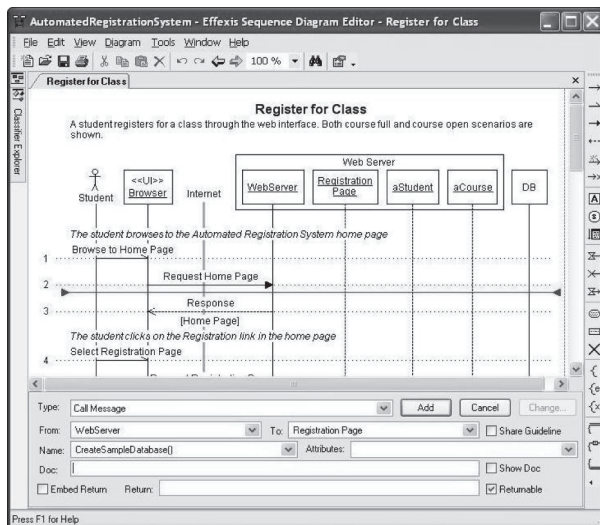 AutomatedRegistrationSystem - Effexis Sequence Diagram Editor - Register for Class
File Edit View Diagram Tools Window Help
100 %
Register for Class
Classifier Explorer
Register for Class
A student registers for a class through the web interface. Both course full and course open scenarios are
shown.
Web Server
Student
<<UI>>
Browser
Internet
WebServer
Registration
Page
aStudent
aCourse
DB
The student browses to the Automated Registration System home page
Browse to Home Page
1
Request Home Page
2
Response
3
[Home Page]
The student clicks on the Registration link in the home page
Select Registration Page
4
Type: Call Message Add Cancel Change...
From: WebServer To: Registration Page Share Guideline
Name: CreateSampleDatabase() Attributes:
Doc: Show Doc
Embed Return Return: Returnable
Press F1 for Help